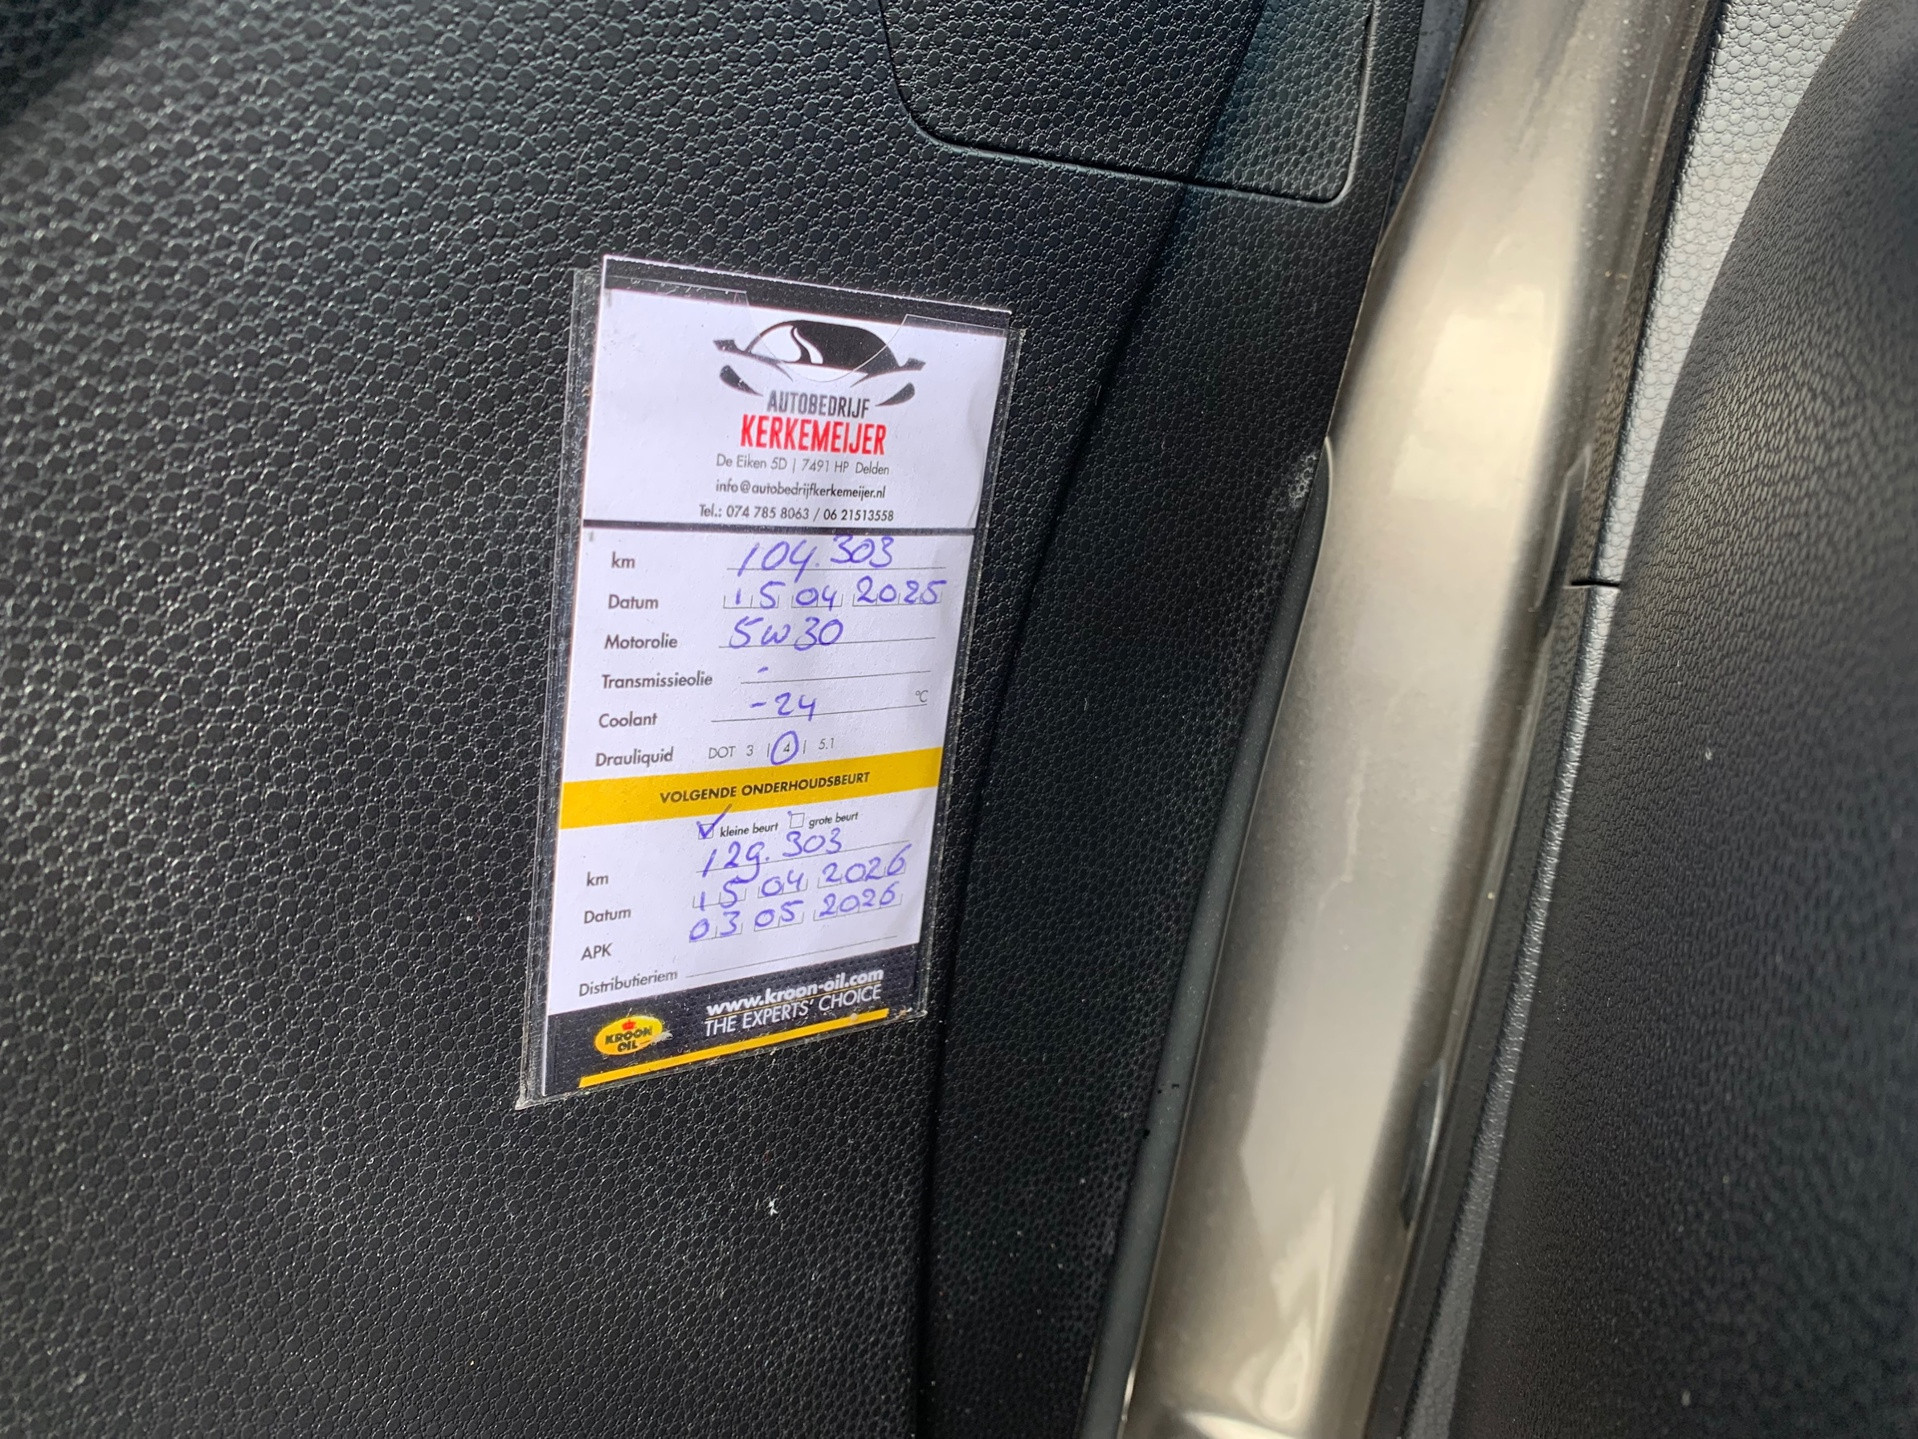 AUTOBEDRIJF
KERKEMEIJER
De Eiken 5D | 7491 HP Delden
info@autobedrijfkerkemeijer.nl
Tel.: 074 785 8063 / 06 21513558
km 104.303
Datum 15 04 2025
Motorolie 5W30
Transmissieolie -
Coolant -24 °C
Drauliquid DOT 3 | 4 | 5.1
VOLGENDE ONDERHOUDSBEURT
kleine beurt grote beurt
km 129.303
Datum 15 04 2026
APK 03 05 2026
Distributieriem
www.kroon-oil.com
THE EXPERTS' CHOICE
KROON
OIL